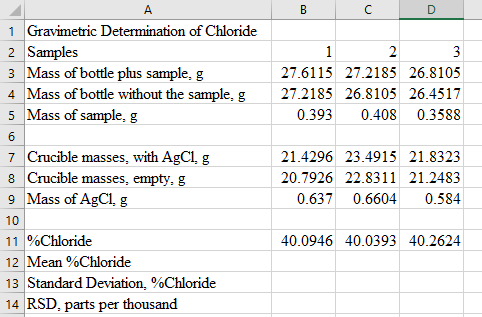 A B C D
1 Gravimetric Determination of Chloride
2 Samples 1 2 3
3 Mass of bottle plus sample, g 27.6115 27.2185 26.8105
4 Mass of bottle without the sample, g 27.2185 26.8105 26.4517
5 Mass of sample, g 0.393 0.408 0.3588
6
7 Crucible masses, with AgCl, g 21.4296 23.4915 21.8323
8 Crucible masses, empty, g 20.7926 22.8311 21.2483
9 Mass of AgCl, g 0.637 0.6604 0.584
10
11 %Chloride 40.0946 40.0393 40.2624
12 Mean %Chloride
13 Standard Deviation, %Chloride
14 RSD, parts per thousand